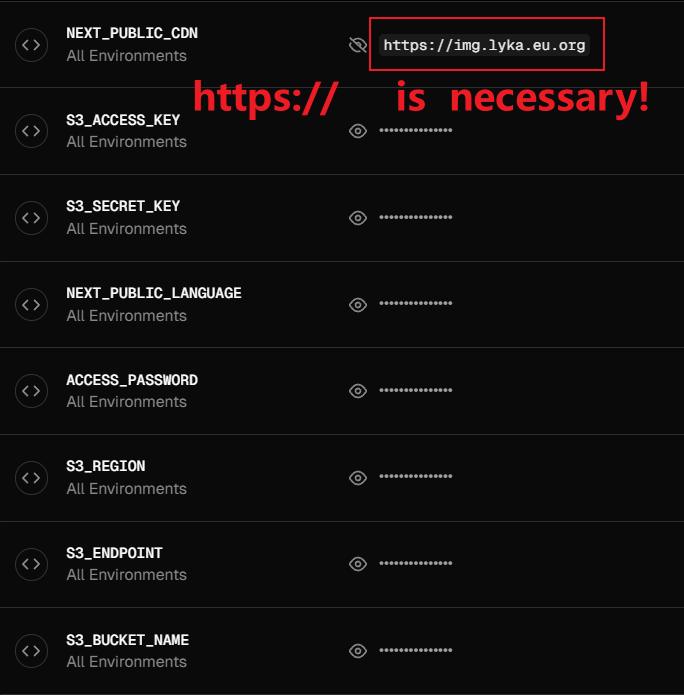 NEXT_PUBLIC_CDN
All Environments
https://img.lyka.eu.org
https:// is necessary!
S3_ACCESS_KEY
All Environments
•••••••••••••••
S3_SECRET_KEY
All Environments
•••••••••••••••
NEXT_PUBLIC_LANGUAGE
All Environments
•••••••••••••••
ACCESS_PASSWORD
All Environments
•••••••••••••••
S3_REGION
All Environments
•••••••••••••••
S3_ENDPOINT
All Environments
•••••••••••••••
S3_BUCKET_NAME
All Environments
•••••••••••••••